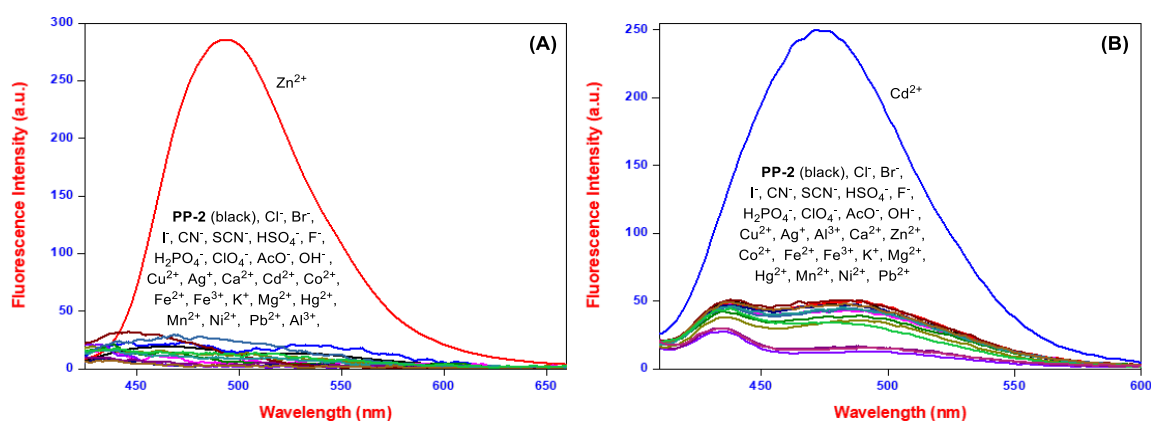 (A)
Fluorescence Intensity (a.u.)
300
250
200
150
100
50
0
Zn²⁺
PP-2 (black), Cl⁻, Br⁻,
I⁻, CN⁻, SCN⁻, HSO₄⁻, F⁻,
H₂PO₄⁻, ClO₄⁻, AcO⁻, OH⁻,
Cu²⁺, Ag⁺, Ca²⁺, Cd²⁺, Co²⁺,
Fe²⁺, Fe³⁺, K⁺, Mg²⁺, Hg²⁺,
Mn²⁺, Ni²⁺, Pb²⁺, Al³⁺,
450 500 550 600 650
Wavelength (nm)
(B)
Fluorescence Intensity (a.u.)
250
200
150
100
50
0
Cd²⁺
PP-2 (black), Cl⁻, Br⁻,
I⁻, CN⁻, SCN⁻, HSO₄⁻, F⁻,
H₂PO₄⁻, ClO₄⁻, AcO⁻, OH⁻,
Cu²⁺, Ag⁺, Al³⁺, Ca²⁺, Zn²⁺,
Co²⁺, Fe²⁺, Fe³⁺, K⁺, Mg²⁺,
Hg²⁺, Mn²⁺, Ni²⁺, Pb²⁺
450 500 550 600
Wavelength (nm)